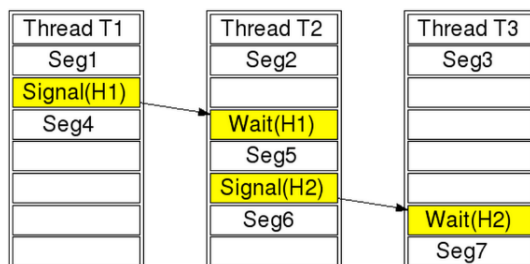 Thread T1
Seg1
Signal(H1)
Seg4
Thread T2
Seg2
Wait(H1)
Seg5
Signal(H2)
Seg6
Thread T3
Seg3
Wait(H2)
Seg7